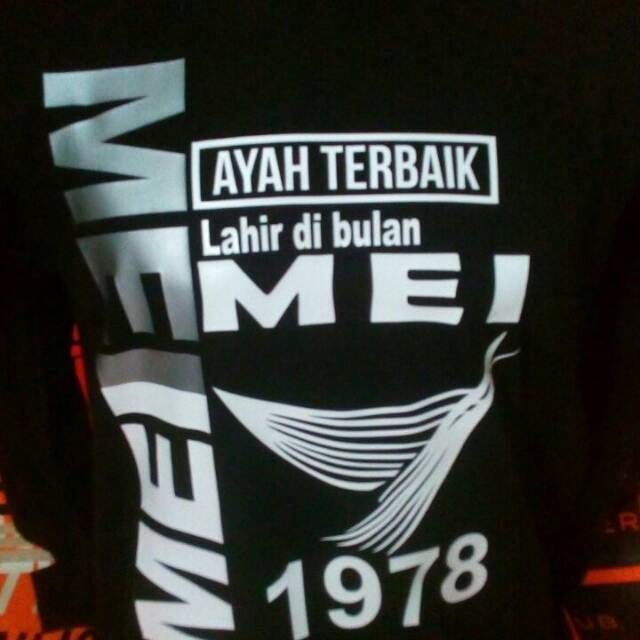 MEI
MEI
AYAH TERBAIK
Lahir di bulan
MEI
1978